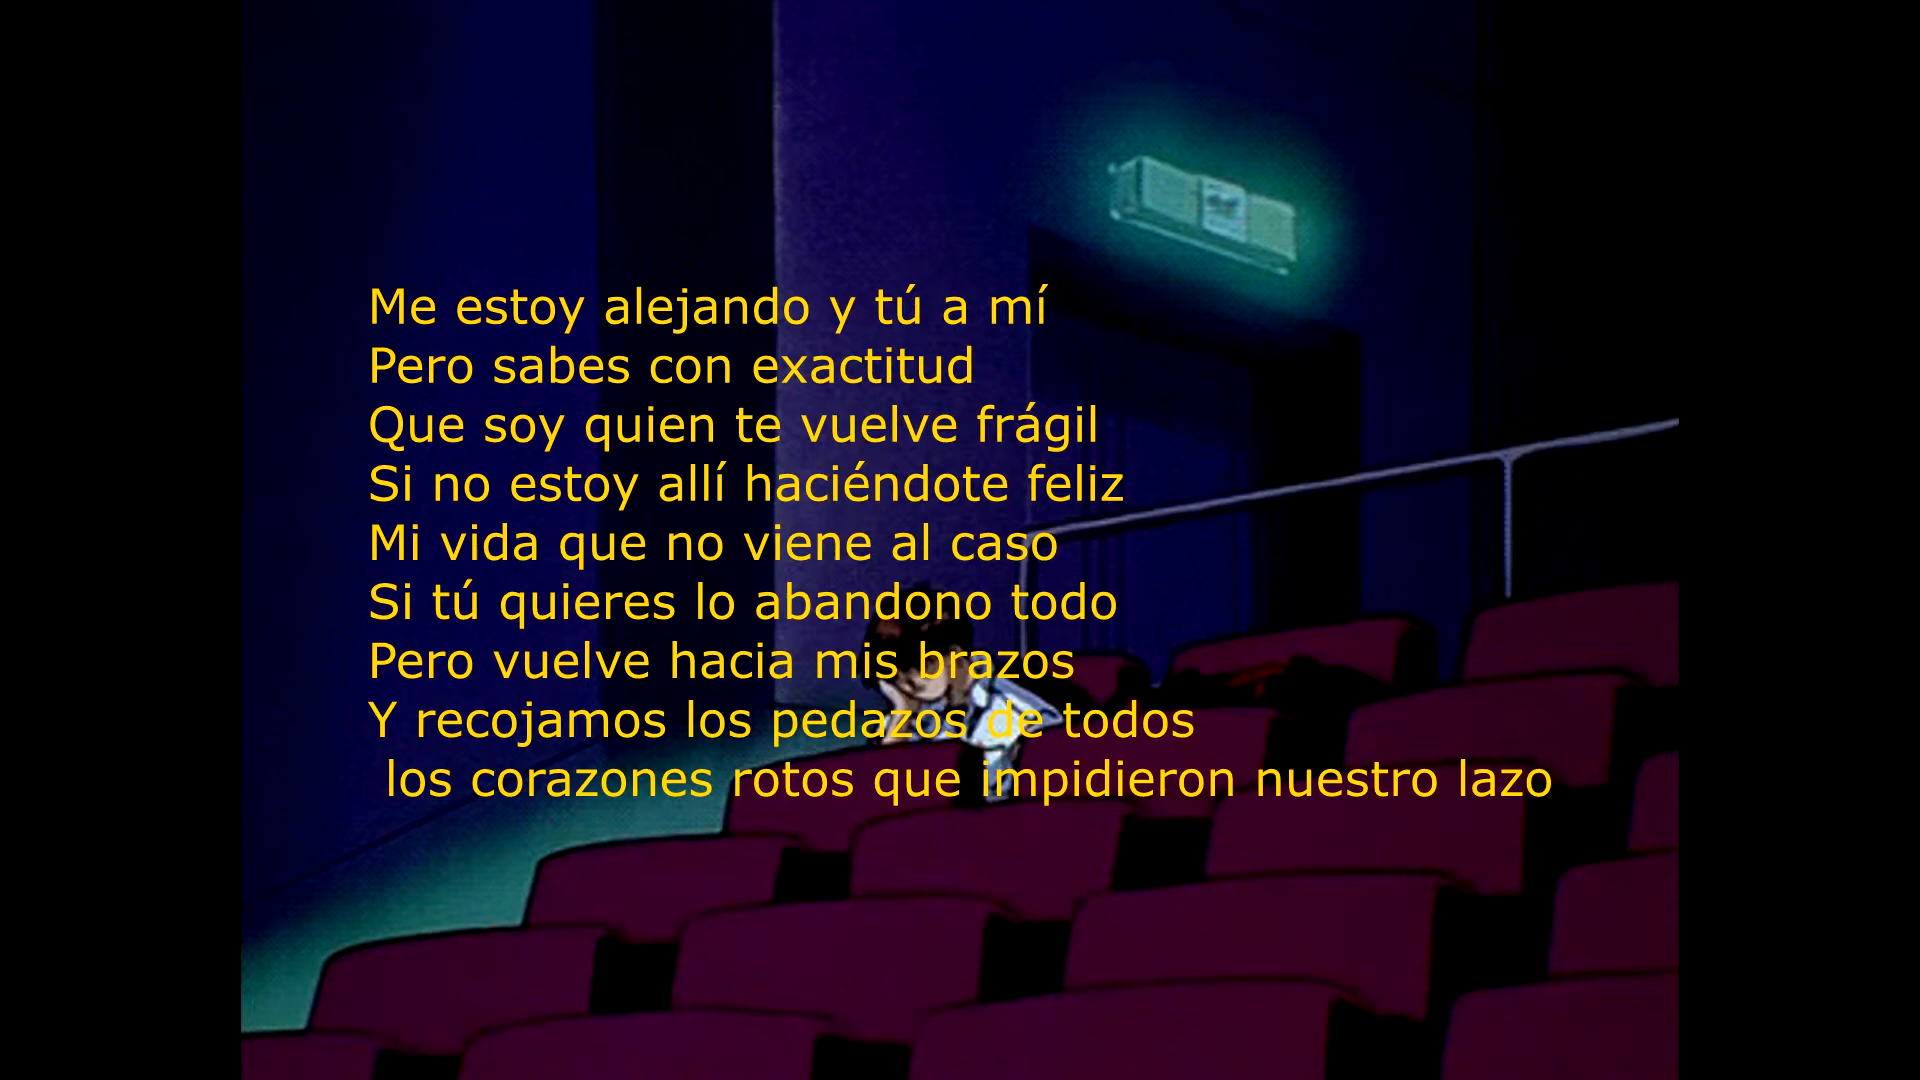 Me estoy alejando y tú a mí
Pero sabes con exactitud
Que soy quien te vuelve frágil
Si no estoy allí haciéndote feliz
Mi vida que no viene al caso
Si tú quieres lo abandono todo
Pero vuelve hacia mis brazos
Y recojamos los pedazos de todos
los corazones rotos que impidieron nuestro lazo